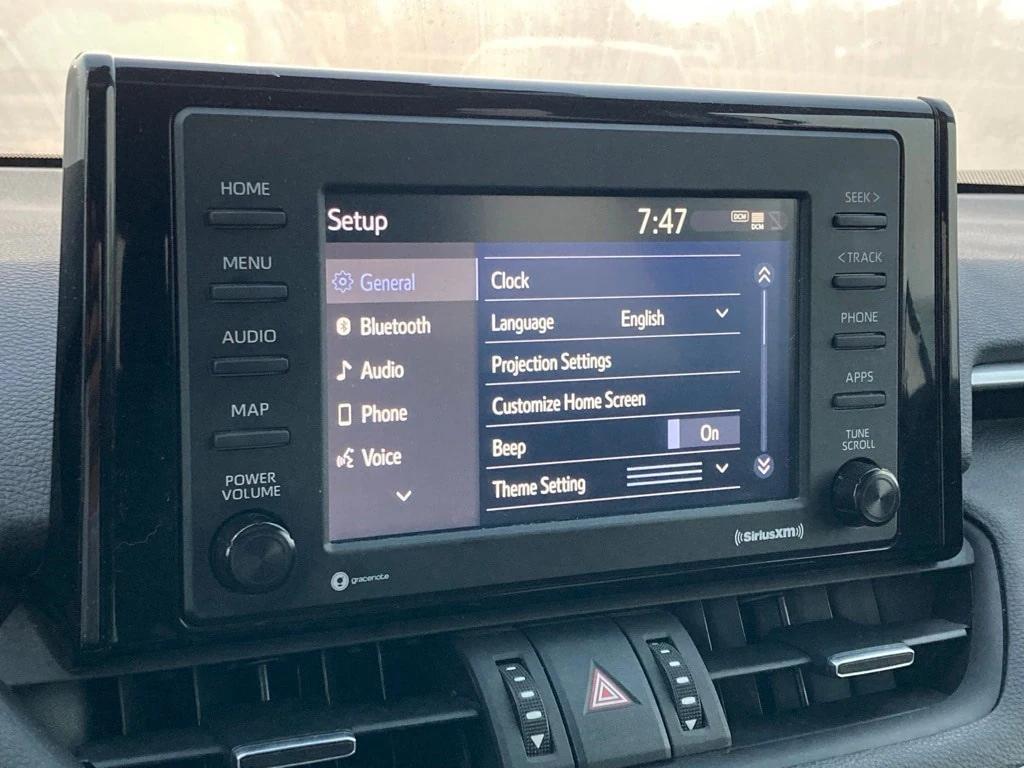 HOME
MENU
AUDIO
MAP
POWER
VOLUME
Setup
7:47
DCM
DCM
General
Bluetooth
Audio
Phone
Voice
Clock
Language English
Projection Settings
Customize Home Screen
Beep On
Theme Setting
SEEK >
< TRACK
PHONE
APPS
TUNE
SCROLL
gracenote
((SiriusXM))